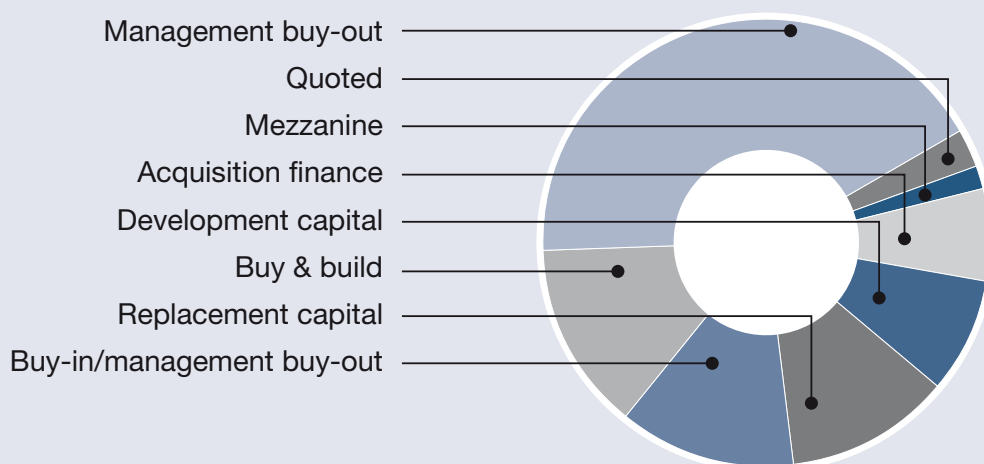 Management buy-out
Quoted
Mezzanine
Acquisition finance
Development capital
Buy & build
Replacement capital
Buy-in/management buy-out